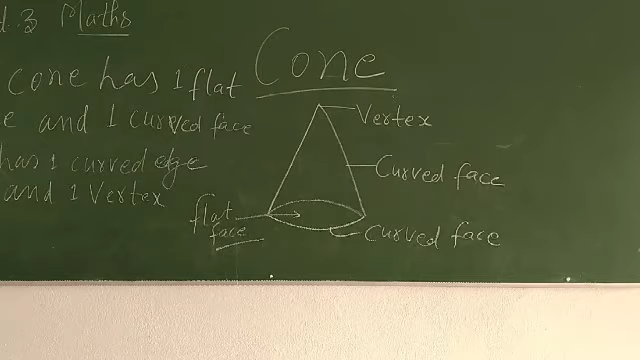 d. 3 Maths
Cone
cone has 1 flat
e and 1 curved face
has 1 curved edge
and 1 Vertex
Vertex
Curved face
flat
face
Curved face